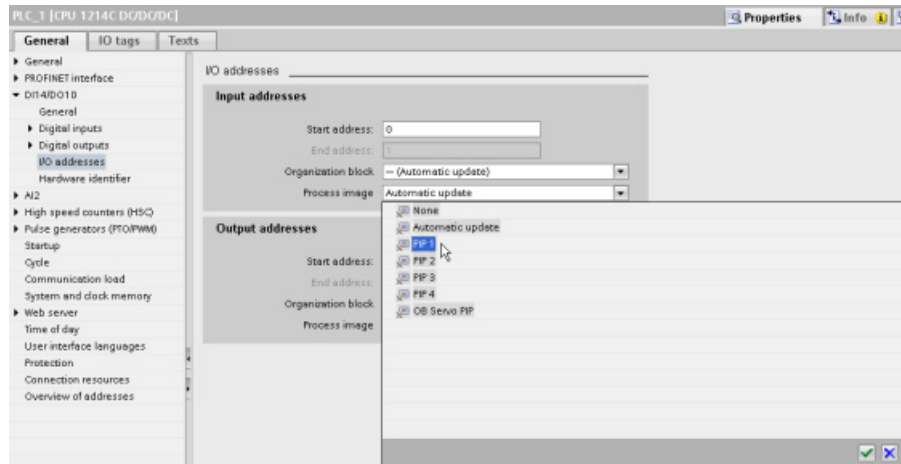 PLC_1 [CPU 1214C DC/DC/DC]
Properties
Info
General
IO tags
Texts
General
PROFINET interface
DI14/DO10
General
Digital inputs
Digital outputs
I/O addresses
Hardware identifier
AI2
High speed counters (HSC)
Pulse generators (PTO/PWM)
Startup
Cycle
Communication load
System and clock memory
Web server
Time of day
User interface languages
Protection
Connection resources
Overview of addresses
I/O addresses
Input addresses
Start address: 0
End address: 1
Organization block --- (Automatic update)
Process image Automatic update
None
Automatic update
PIP 1
PIP 2
PIP 3
PIP 4
OB Servo PIP
Output addresses
Start address:
End address:
Organization block
Process image